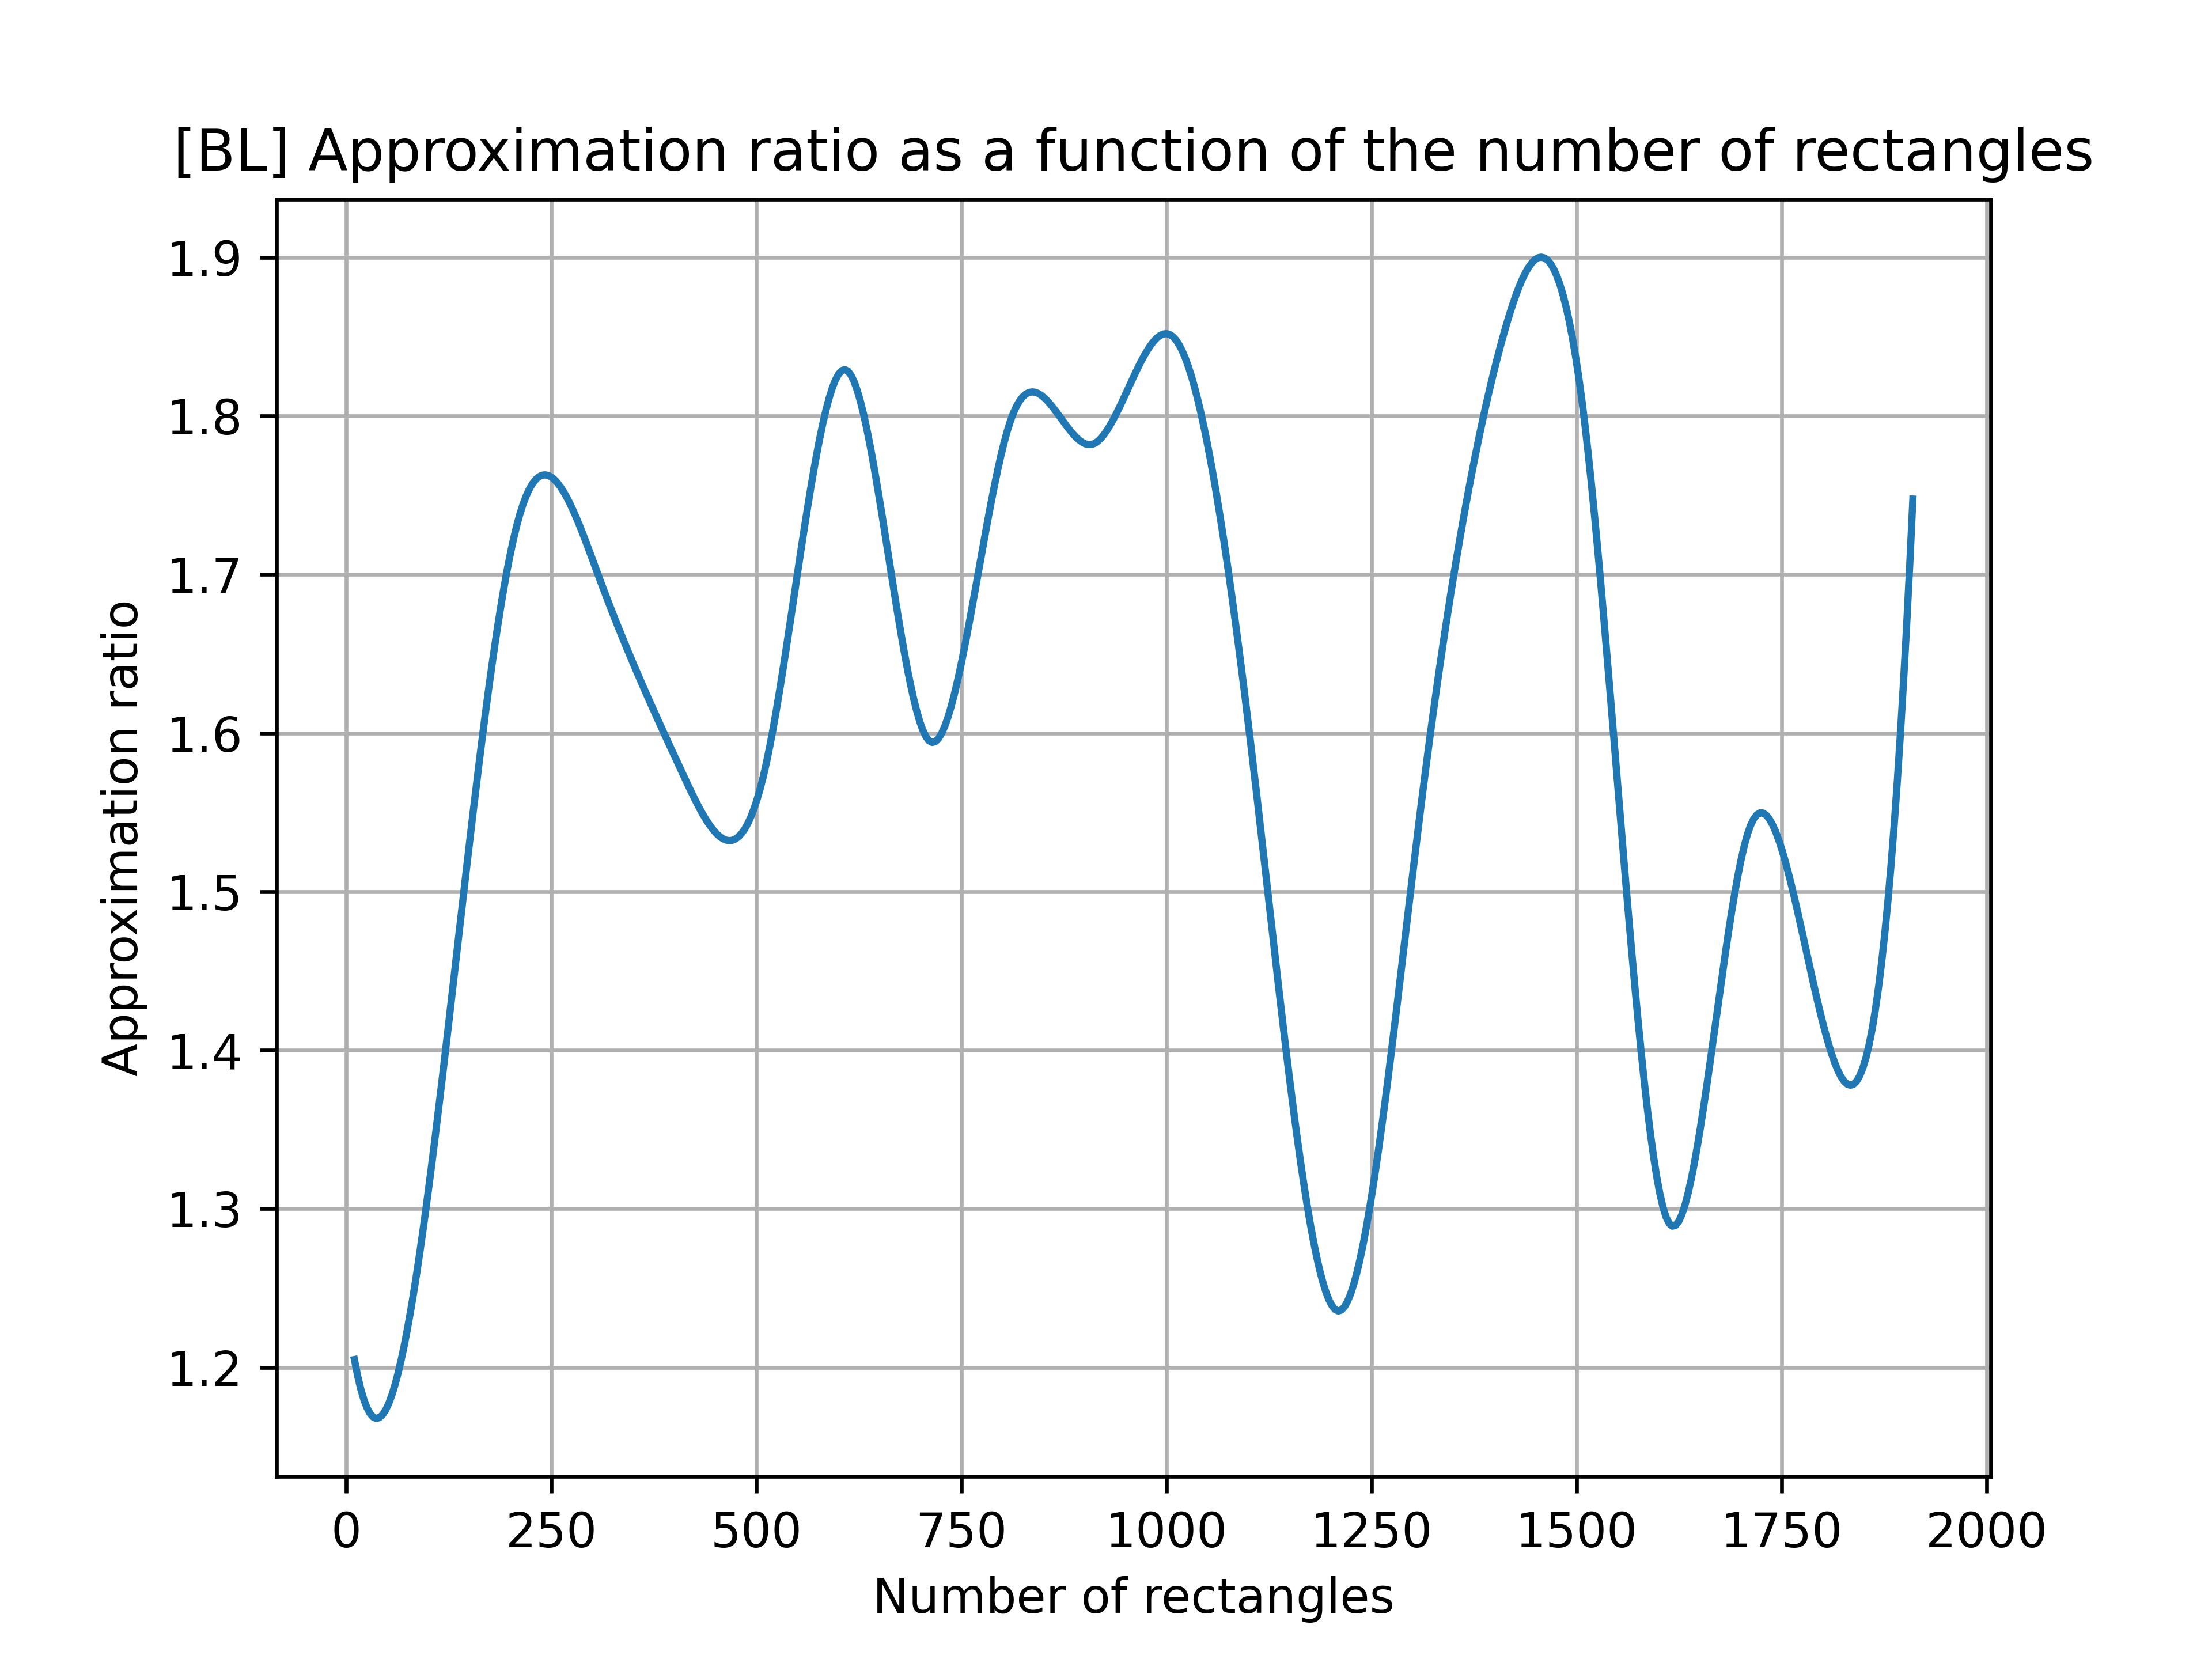 [BL] Approximation ratio as a function of the number of rectangles
Approximation ratio
1.9
1.8
1.7
1.6
1.5
1.4
1.3
1.2
0 250 500 750 1000 1250 1500 1750 2000
Number of rectangles